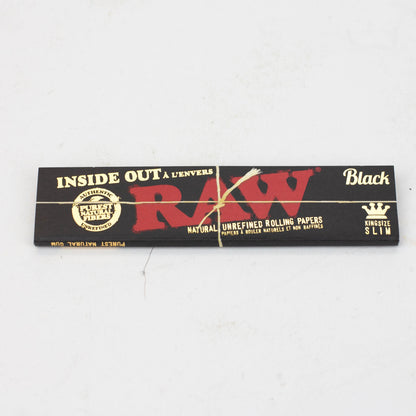 INSIDE OUT À L'ENVERS
Black
AUTHENTIC
PUREST
NATURAL
FIBERS
UNREFINED
RAW
NATURAL UNREFINED ROLLING PAPERS
PAPIERS À ROULER NATURELS ET NON RAFFINÉS
KINGSIZE
SLIM
PUREST NATURAL GUM